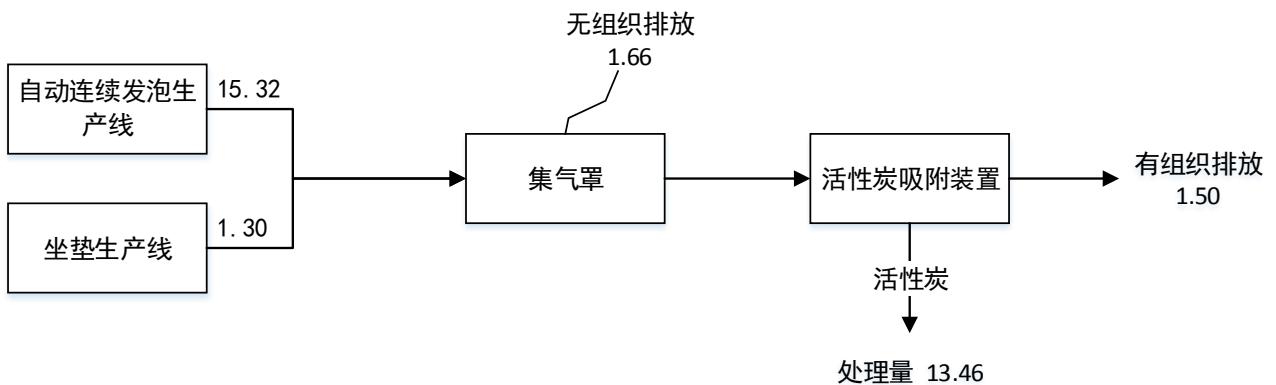 无组织排放
1.66
自动连续发泡生
产线
15.32
集气罩
活性炭吸附装置
有组织排放
1.50
坐垫生产线
1.30
活性炭
处理量 13.46